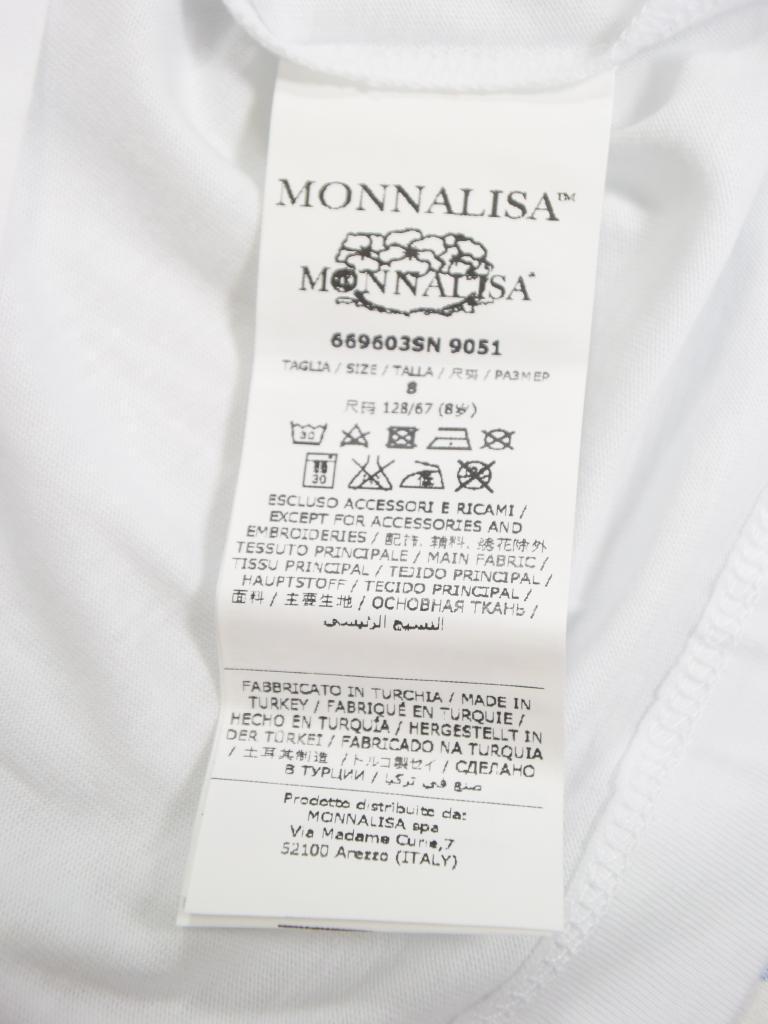 MONNALISA™
MONNALISA
669603SN 9051
TAGLIA / SIZE / TALLA / 尺码 / РАЗМЕР
8
尺码 128/67 (8岁)
30
30
ESCLUSO ACCESSORI E RICAMI /
EXCEPT FOR ACCESSORIES AND
EMBROIDERIES / 配饰, 辅料, 绣花除外
TESSUTO PRINCIPALE / MAIN FABRIC /
TISSU PRINCIPAL / TEJIDO PRINCIPAL /
HAUPTSTOFF / TECIDO PRINCIPAL /
面料 / 主要生地 / ОСНОВНАЯ ТКАНЬ /
النسيج الرئيسي
FABBRICATO IN TURCHIA / MADE IN
TURKEY / FABRIQUÉ EN TURQUIE /
HECHO EN TURQUÍA / HERGESTELLT IN
DER TÜRKEI / FABRICADO NA TURQUIA
/ 土耳其制造 / トルコ製セイ / СДЕЛАНО
В ТУРЦИИ / صنع في تركيا
Prodotto distribuito da:
MONNALISA spa
Via Madame Curie,7
52100 Arezzo (ITALY)